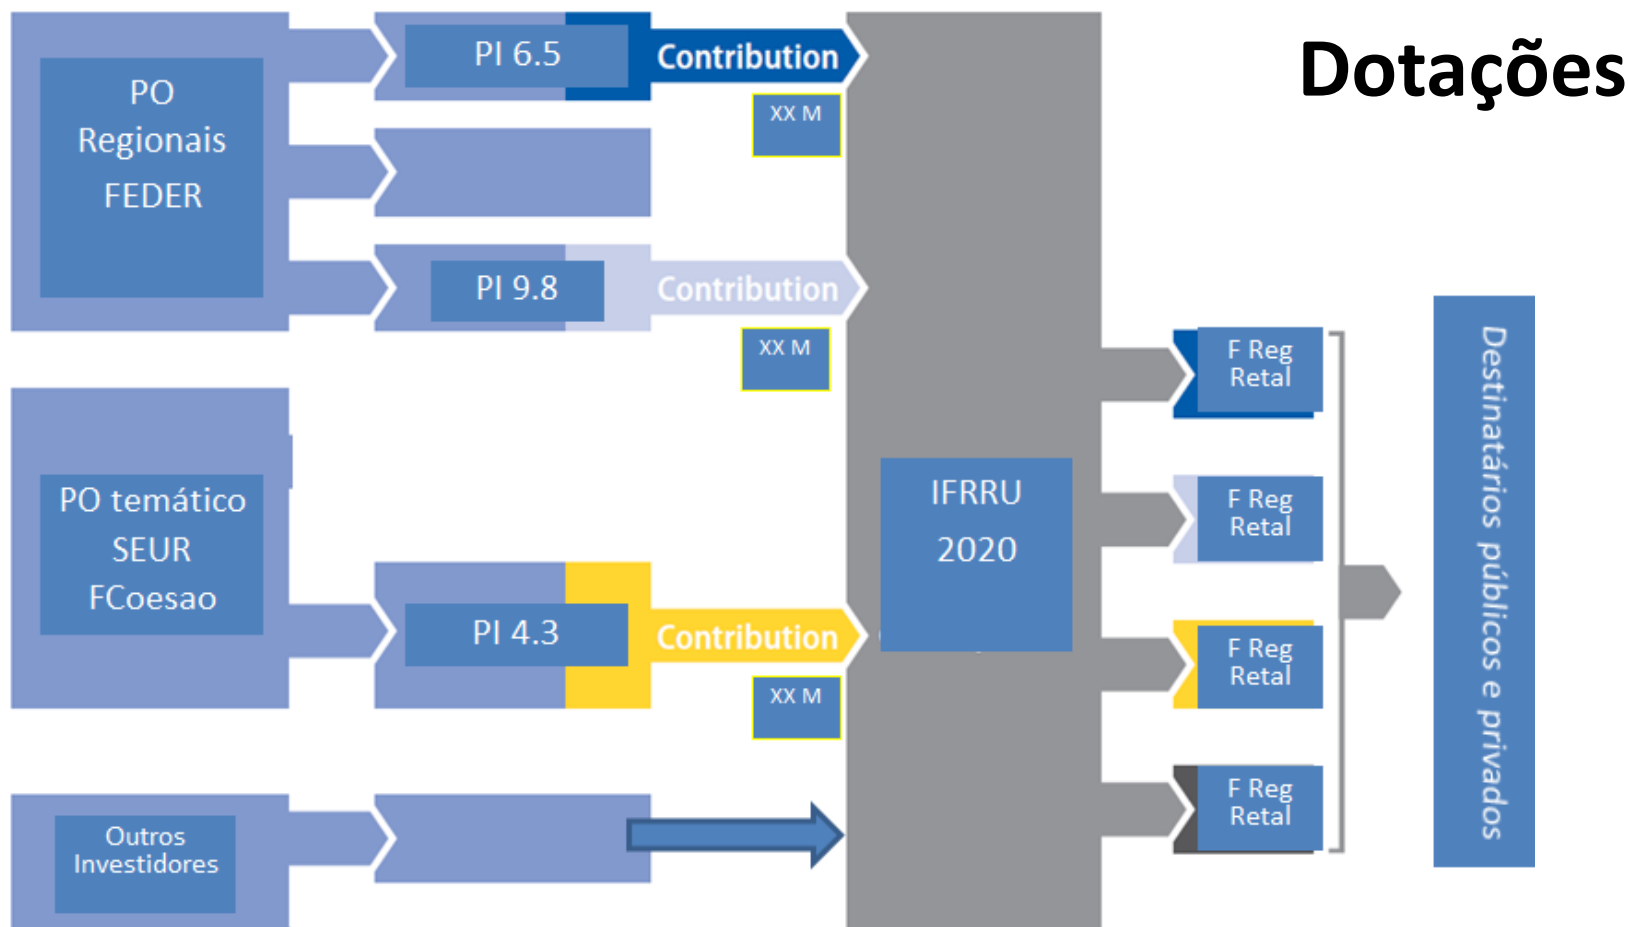 Dotações
PO
Regionais
FEDER
PI 6.5
Contribution
XX M
PI 9.8
Contribution
XX M
PO temático
SEUR
FCoesao
PI 4.3
Contribution
XX M
Outros
Investidores
IFRRU
2020
F Reg
Retal
F Reg
Retal
F Reg
Retal
F Reg
Retal
Destinatários públicos e privados